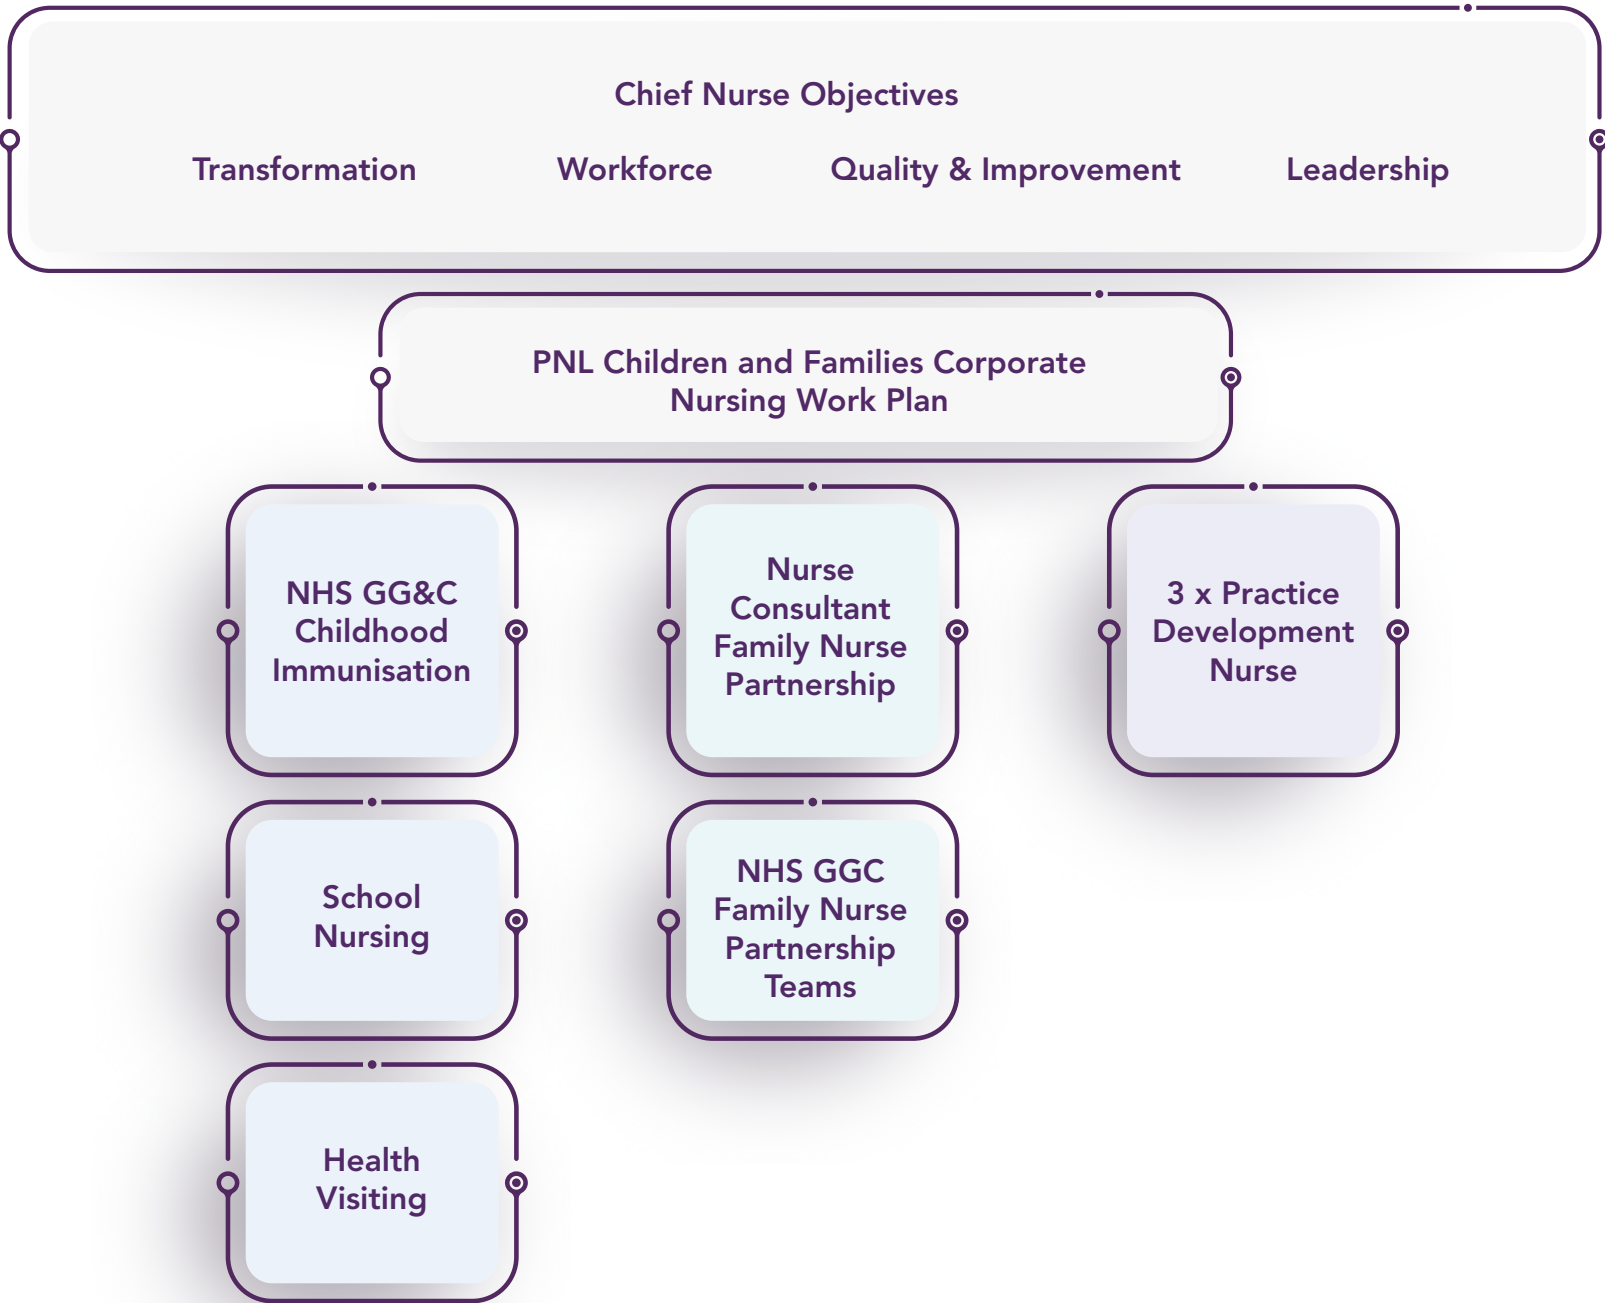 Chief Nurse Objectives
Transformation Workforce Quality & Improvement Leadership
PNL Children and Families Corporate
Nursing Work Plan
NHS GG&C
Childhood
Immunisation
Nurse
Consultant
Family Nurse
Partnership
3 x Practice
Development
Nurse
School
Nursing
NHS GGC
Family Nurse
Partnership
Teams
Health
Visiting